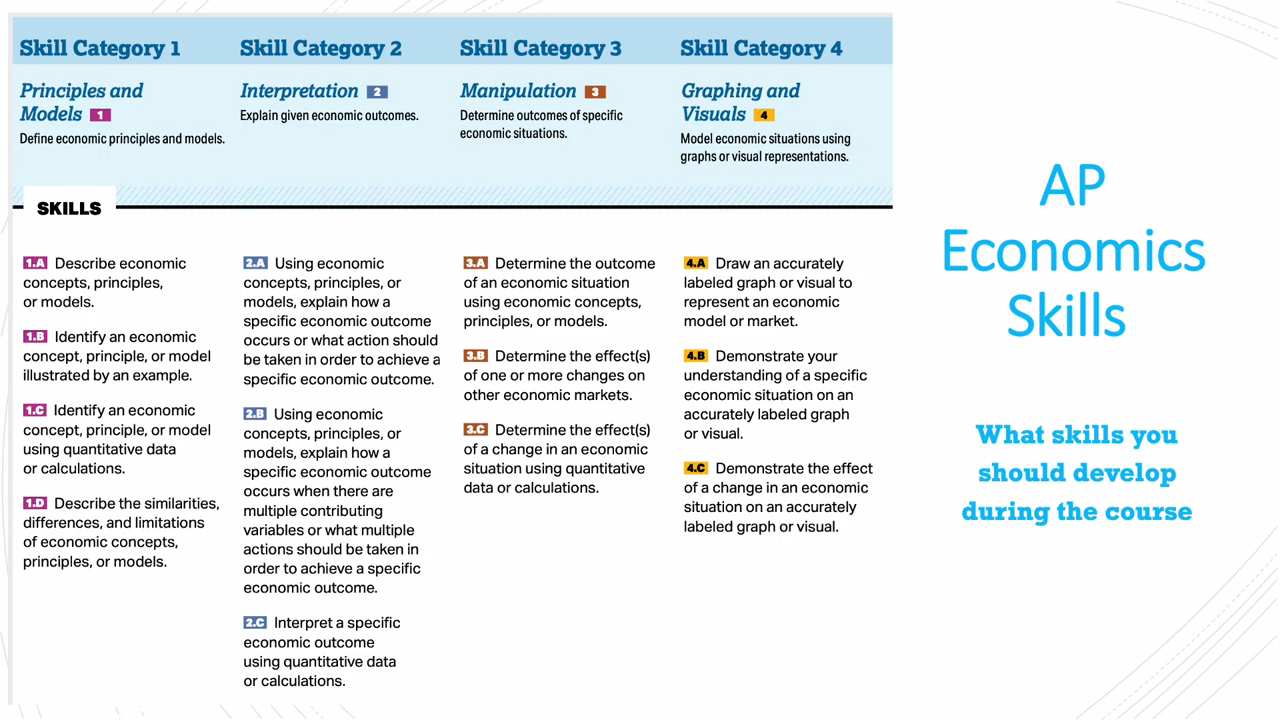 Skill Category 1
Principles and
Models 1
Define economic principles and models.
Skill Category 2
Interpretation 2
Explain given economic outcomes.
Skill Category 3
Manipulation 3
Determine outcomes of specific
economic situations.
Skill Category 4
Graphing and
Visuals 4
Model economic situations using
graphs or visual representations.
SKILLS
1.A Describe economic
concepts, principles,
or models.
1.B Identify an economic
concept, principle, or model
illustrated by an example.
1.C Identify an economic
concept, principle, or model
using quantitative data
or calculations.
1.D Describe the similarities,
differences, and limitations
of economic concepts,
principles, or models.
2.A Using economic
concepts, principles, or
models, explain how a
specific economic outcome
occurs or what action should
be taken in order to achieve a
specific economic outcome.
2.B Using economic
concepts, principles, or
models, explain how a
specific economic outcome
occurs when there are
multiple contributing
variables or what multiple
actions should be taken in
order to achieve a specific
economic outcome.
2.C Interpret a specific
economic outcome
using quantitative data
or calculations.
3.A Determine the outcome
of an economic situation
using economic concepts,
principles, or models.
3.B Determine the effect(s)
of one or more changes on
other economic markets.
3.C Determine the effect(s)
of a change in an economic
situation using quantitative
data or calculations.
4.A Draw an accurately
labeled graph or visual to
represent an economic
model or market.
4.B Demonstrate your
understanding of a specific
economic situation on an
accurately labeled graph
or visual.
4.C Demonstrate the effect
of a change in an economic
situation on an accurately
labeled graph or visual.
AP
Economics
Skills
What skills you
should develop
during the course